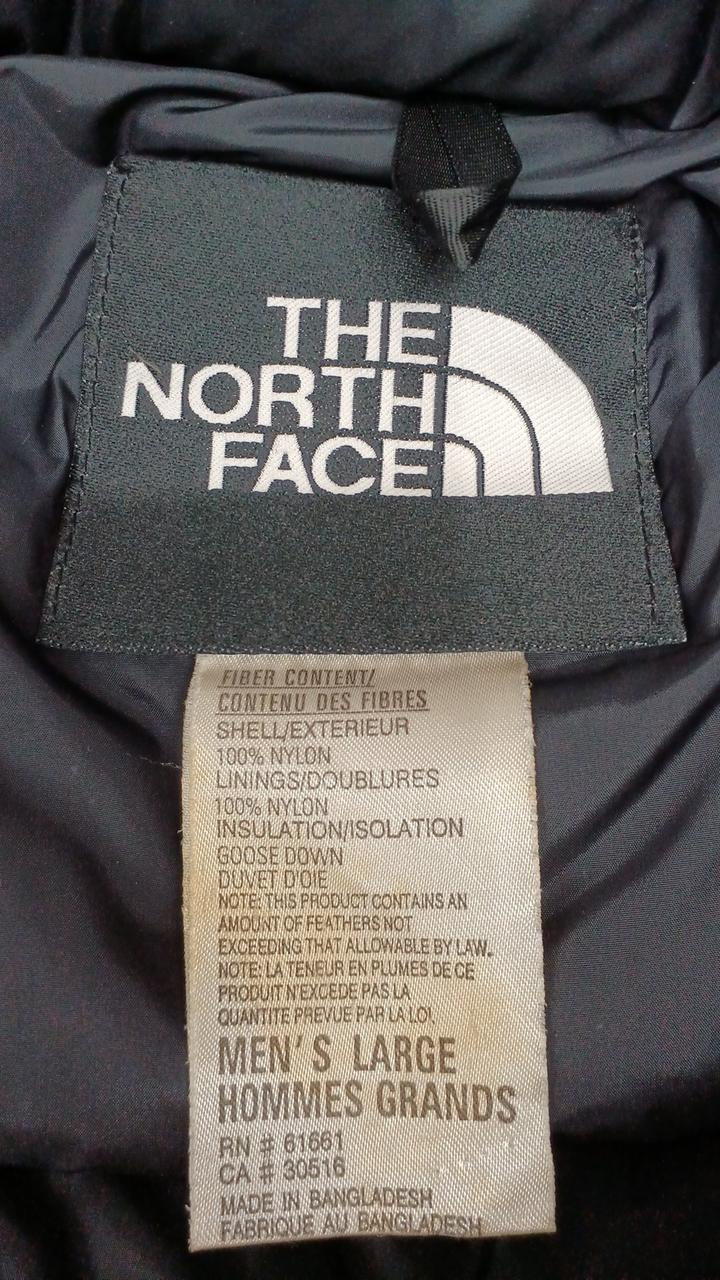 THE
NORTH
FACE
FIBER CONTENT/
CONTENU DES FIBRES
SHELL/EXTERIEUR
100% NYLON
LININGS/DOUBLURES
100% NYLON
INSULATION/ISOLATION
GOOSE DOWN
DUVET D'OIE
NOTE: THIS PRODUCT CONTAINS AN
AMOUNT OF FEATHERS NOT
EXCEEDING THAT ALLOWABLE BY LAW.
NOTE: LA TENEUR EN PLUMES DE CE
PRODUIT N'EXCEDE PAS LA
QUANTITE PREVUE PAR LA LOI.
MEN'S LARGE
HOMMES GRANDS
RN # 61661
CA # 30516
MADE IN BANGLADESH
FABRIQUE AU BANGLADESH